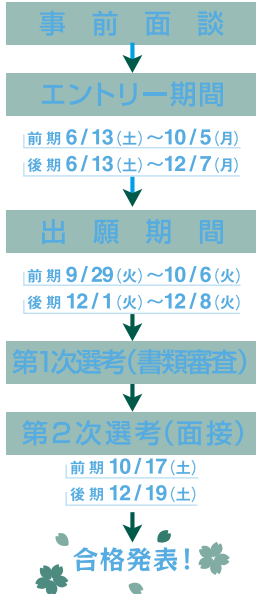 事前面談
エントリー期間
前期 6/13(土)〜10/5(月)
後期 6/13(土)〜12/7(月)
出願期間
前期 9/29(火)〜10/6(火)
後期 12/1(火)〜12/8(火)
第1次選考(書類審査)
第2次選考(面接)
前期 10/17(土)
後期 12/19(土)
合格発表!